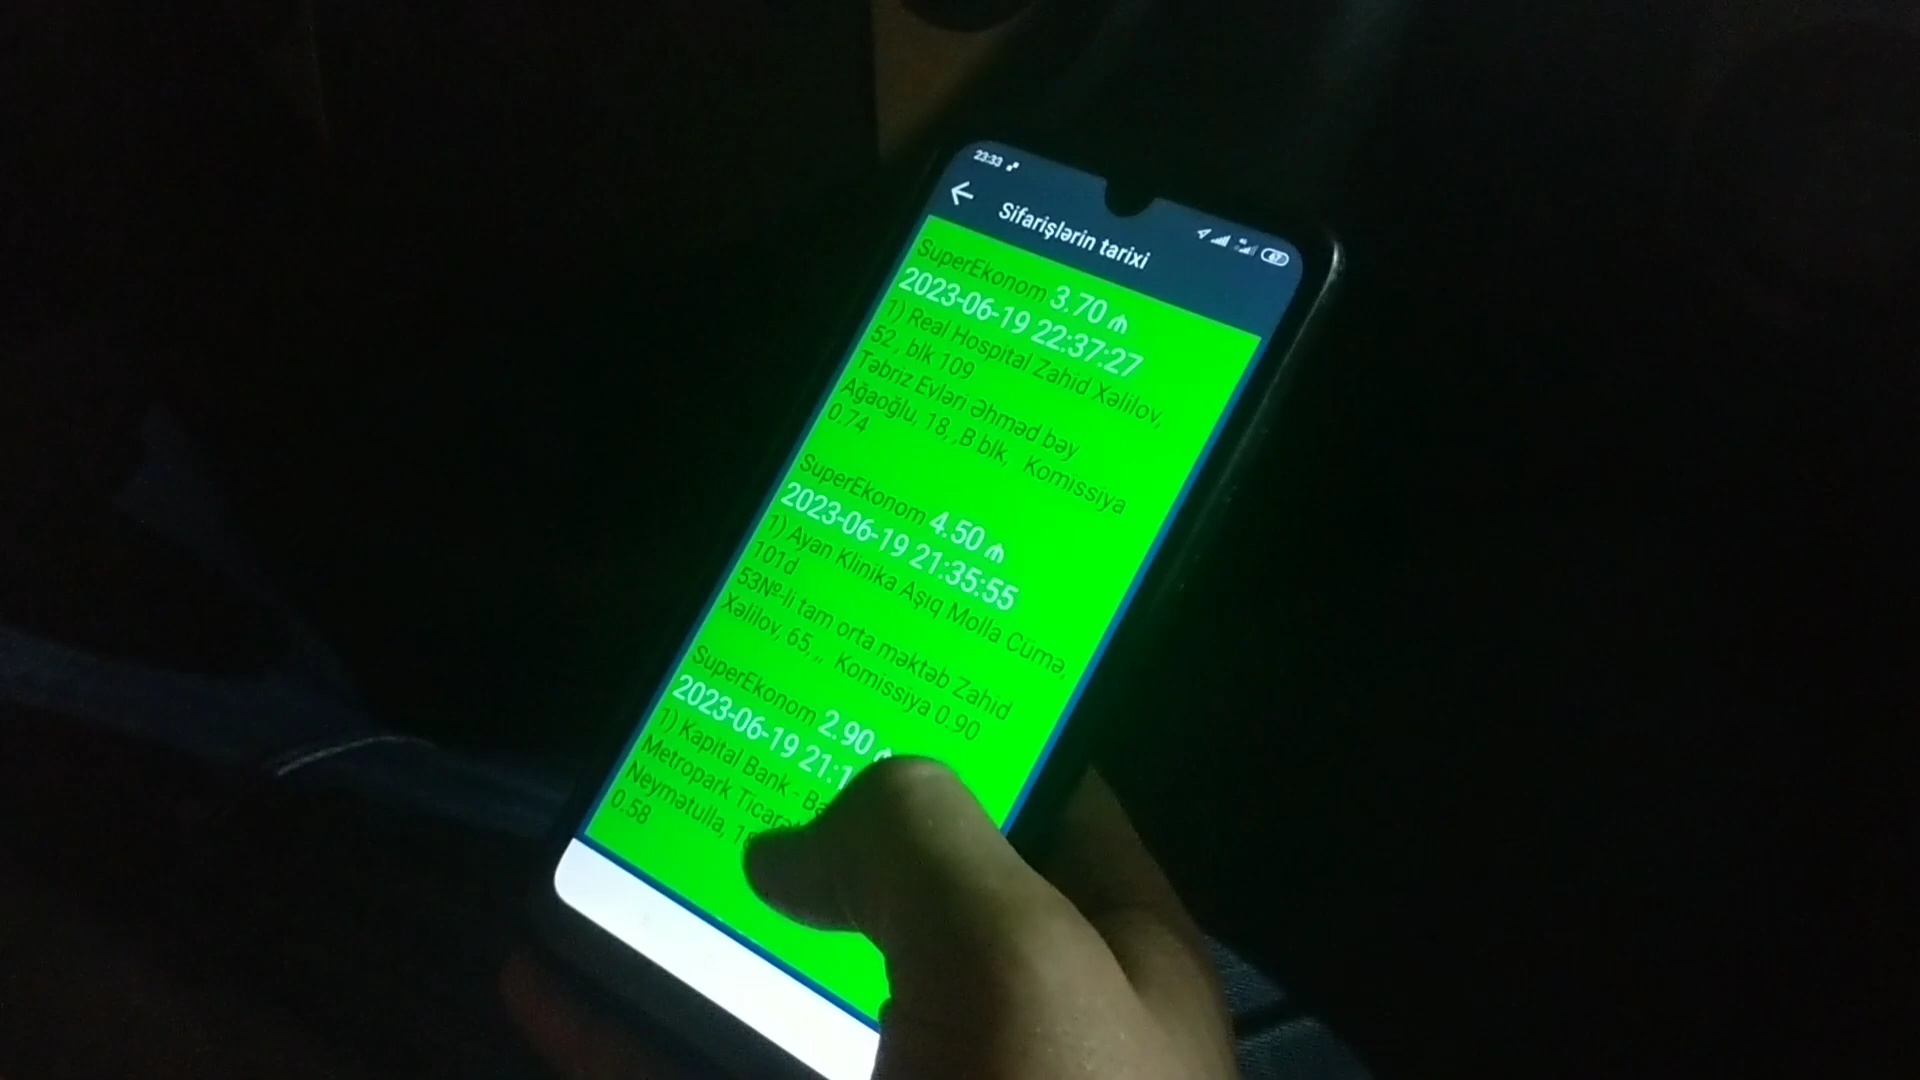 23:33
Sifarişlərin tarixi
67
SuperEkonom 3.70 ₼
2023-06-19 22:37:27
1) Real Hospital Zahid Xəlilov,
52, blk 109
Təbriz Evləri Əhməd bəy
Ağaoğlu, 18, ,B blk, Komissiya
0.74
SuperEkonom 4.50 ₼
2023-06-19 21:35:55
1) Ayan Klinika Aşıq Molla Cümə,
101d
53№-li tam orta məktəb Zahid
Xəlilov, 65, ,, Komissiya 0.90
SuperEkonom 2.90 ₼
2023-06-19 21:1
1) Kapital Bank -
Metropark
Neymətulla,
0.58